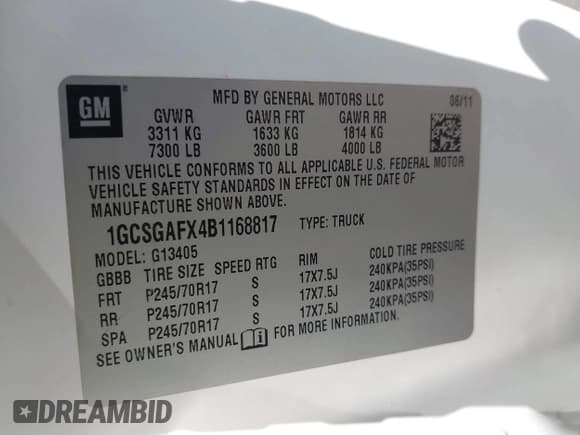 GM
®
MFD BY GENERAL MOTORS LLC 06/11
GVWR GAWR FRT GAWR RR
3311 KG 1633 KG 1814 KG
7300 LB 3600 LB 4000 LB
THIS VEHICLE CONFORMS TO ALL APPLICABLE U.S. FEDERAL MOTOR
VEHICLE SAFETY STANDARDS IN EFFECT ON THE DATE OF
MANUFACTURE SHOWN ABOVE.
1GCSGAFX4B1168817 TYPE: TRUCK
MODEL: G13405
GBBB TIRE SIZE SPEED RTG RIM COLD TIRE PRESSURE
FRT P245/70R17 S 17X7.5J 240KPA(35PSI)
RR P245/70R17 S 17X7.5J 240KPA(35PSI)
SPA P245/70R17 S 17X7.5J 240KPA(35PSI)
SEE OWNER'S MANUAL FOR MORE INFORMATION.
DREAMBID